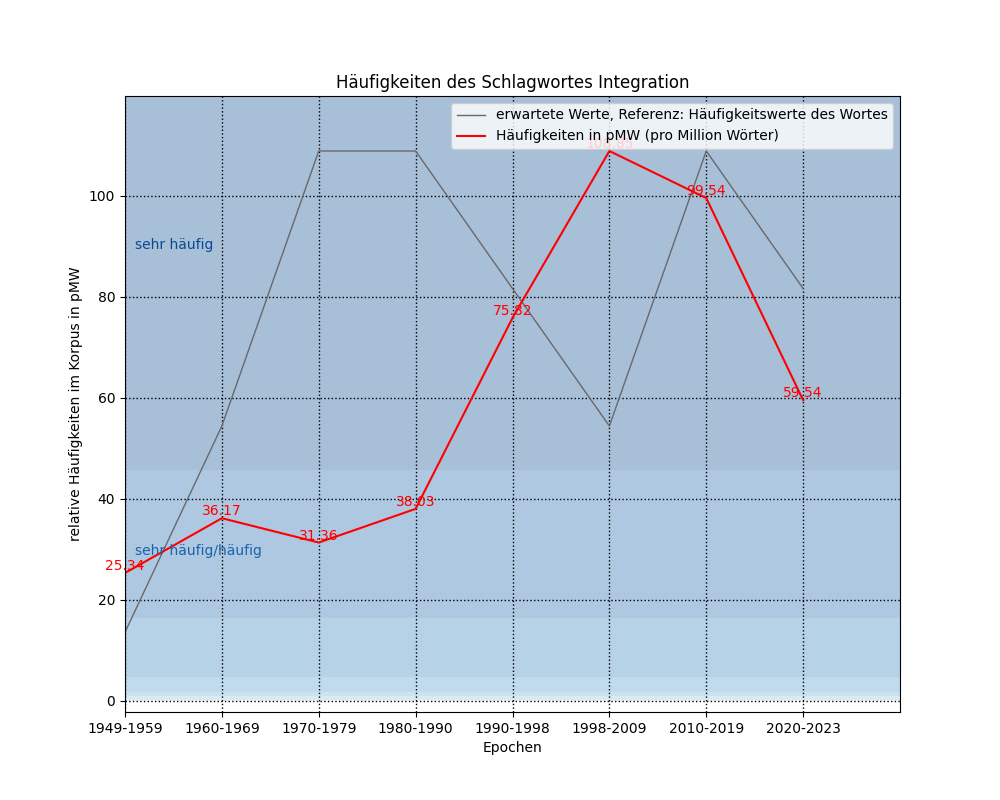 Häufigkeiten des Schlagwortes Integration
erwartete Werte, Referenz: Häufigkeitswerte des Wortes
Häufigkeiten in pMW (pro Million Wörter)
108.85
99.54
100
sehr häufig
80
75.82
60
59.54
40
38.03
36.17
31.36
sehr häufig/häufig
25.34
20
0
relative Häufigkeiten im Korpus in pMW
1949-1959 1960-1969 1970-1979 1980-1990 1990-1998 1998-2009 2010-2019 2020-2023
Epochen